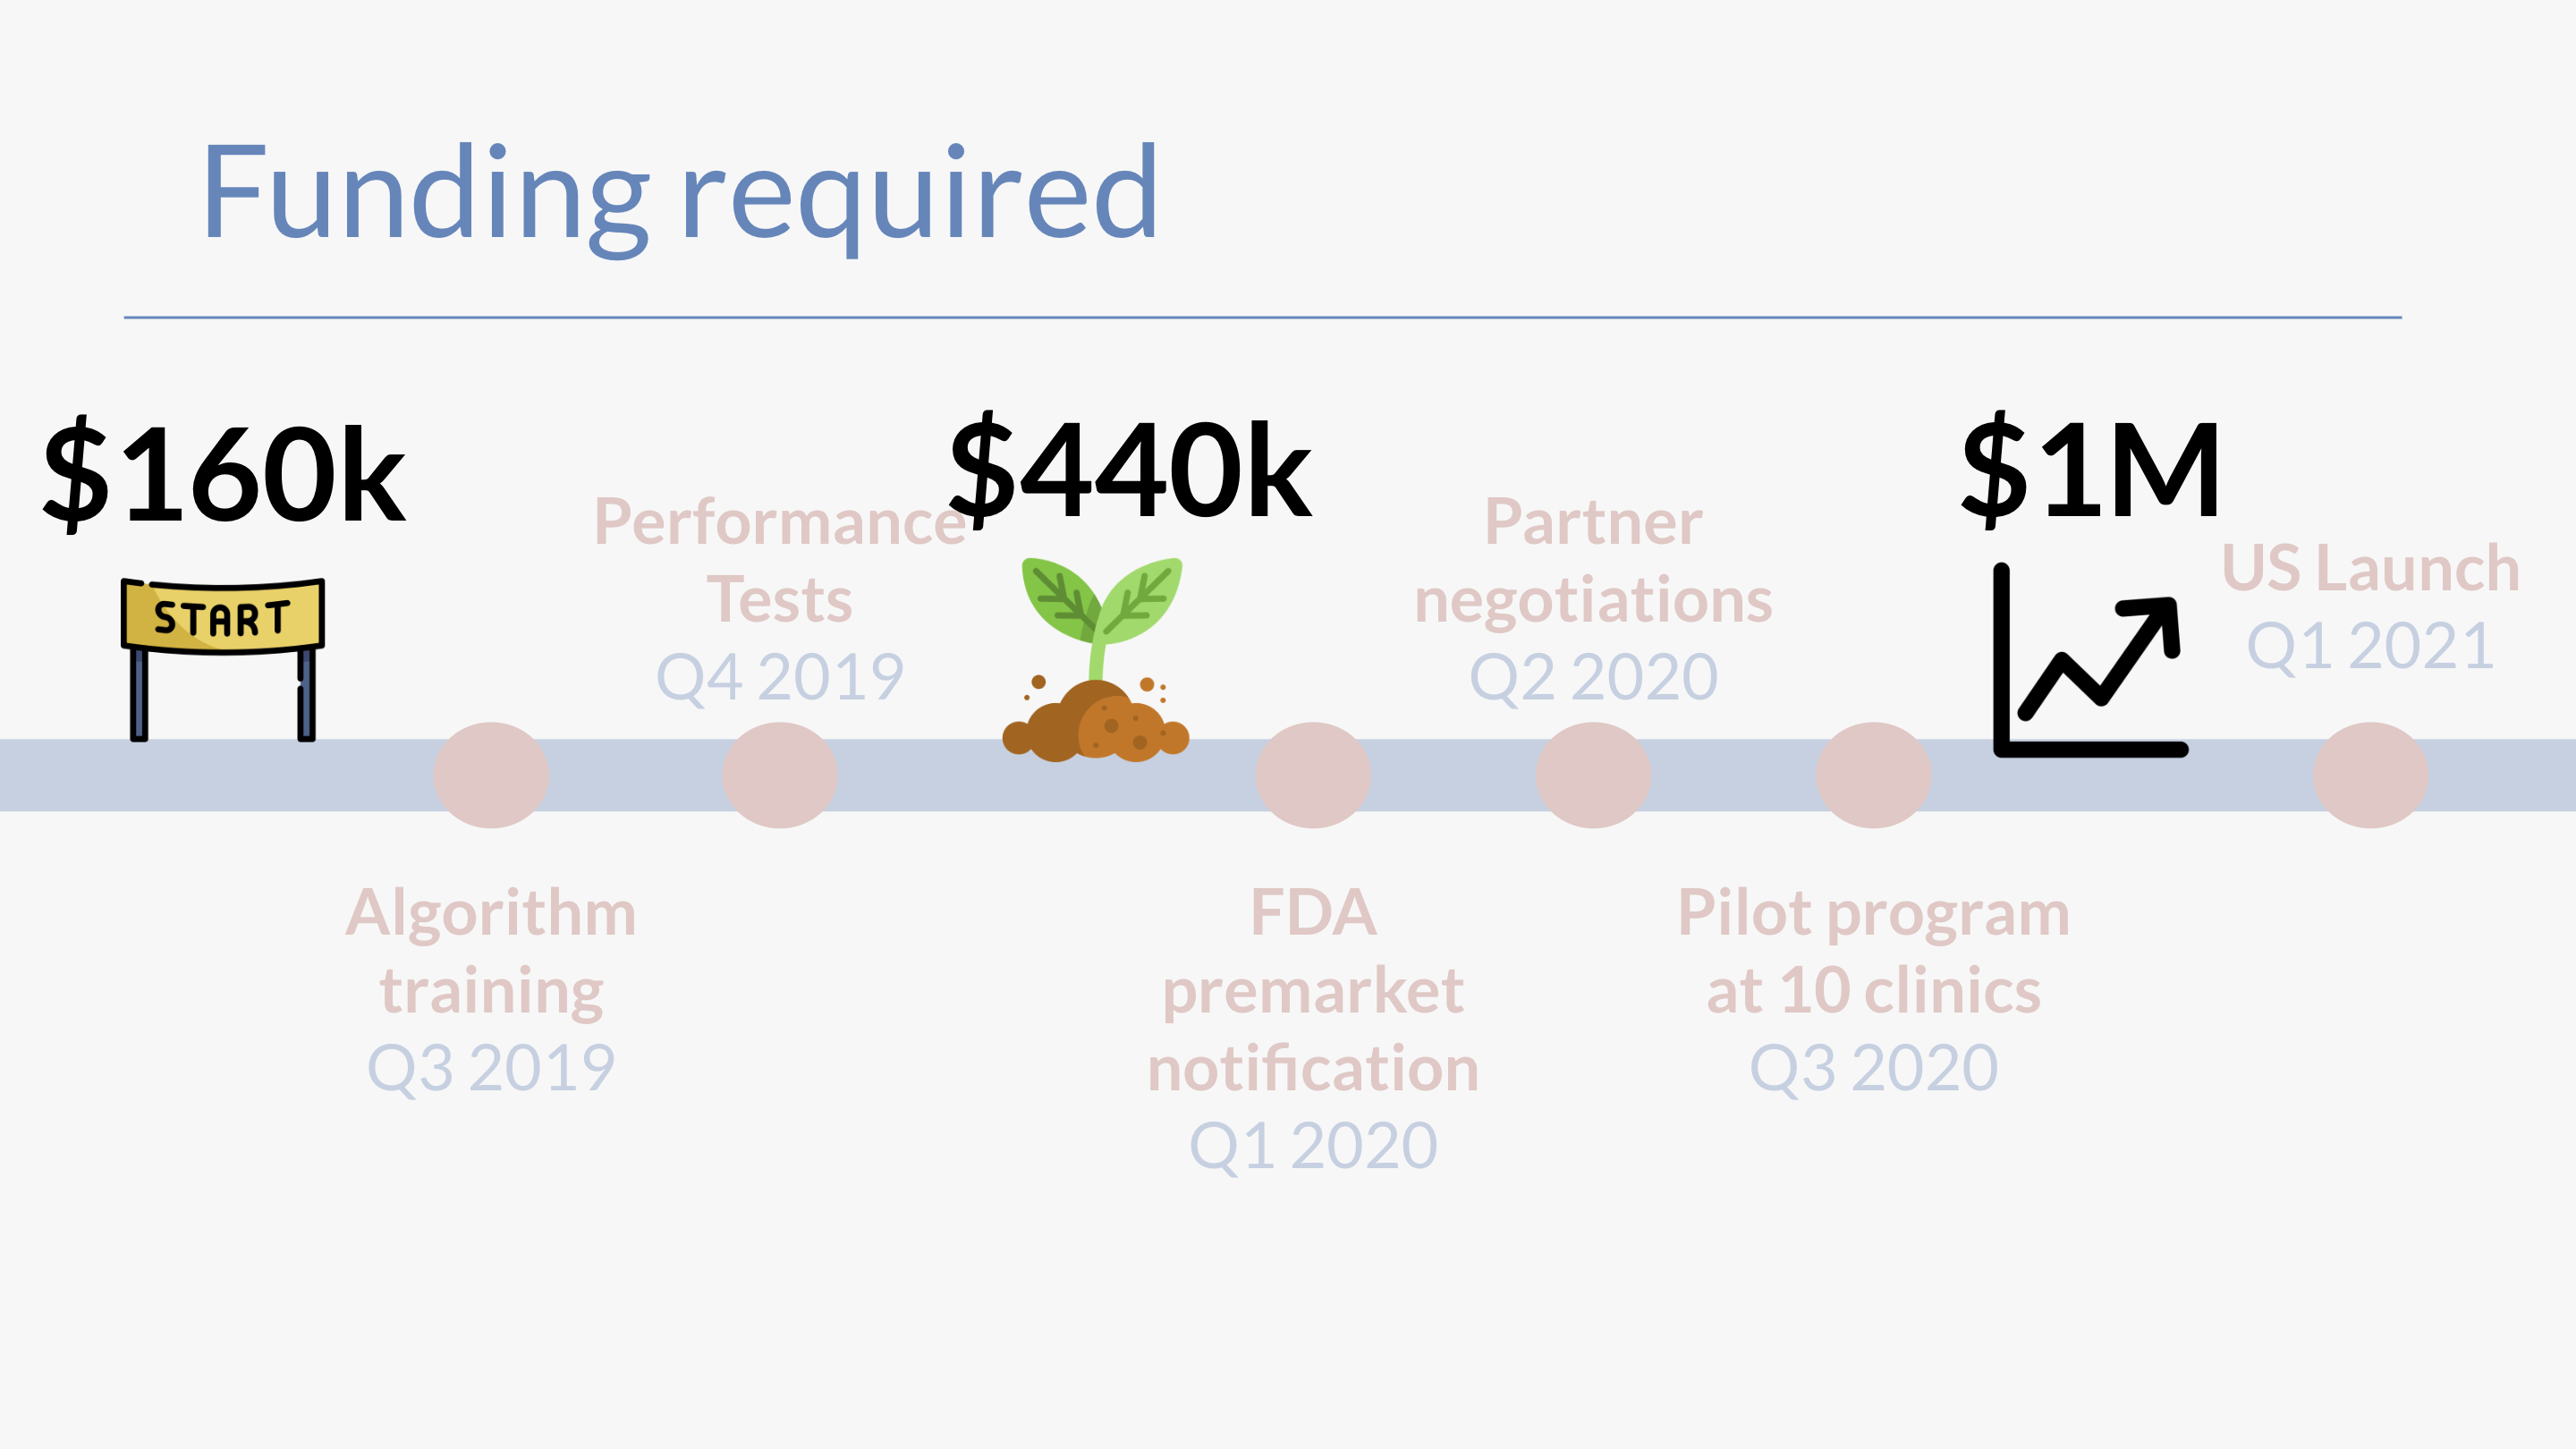 Funding required
$160k
START
Performance
Tests
Q4 2019
$440k
Partner
negotiations
Q2 2020
$1M
US Launch
Q1 2021
Algorithm
training
Q3 2019
FDA
premarket
notification
Q1 2020
Pilot program
at 10 clinics
Q3 2020